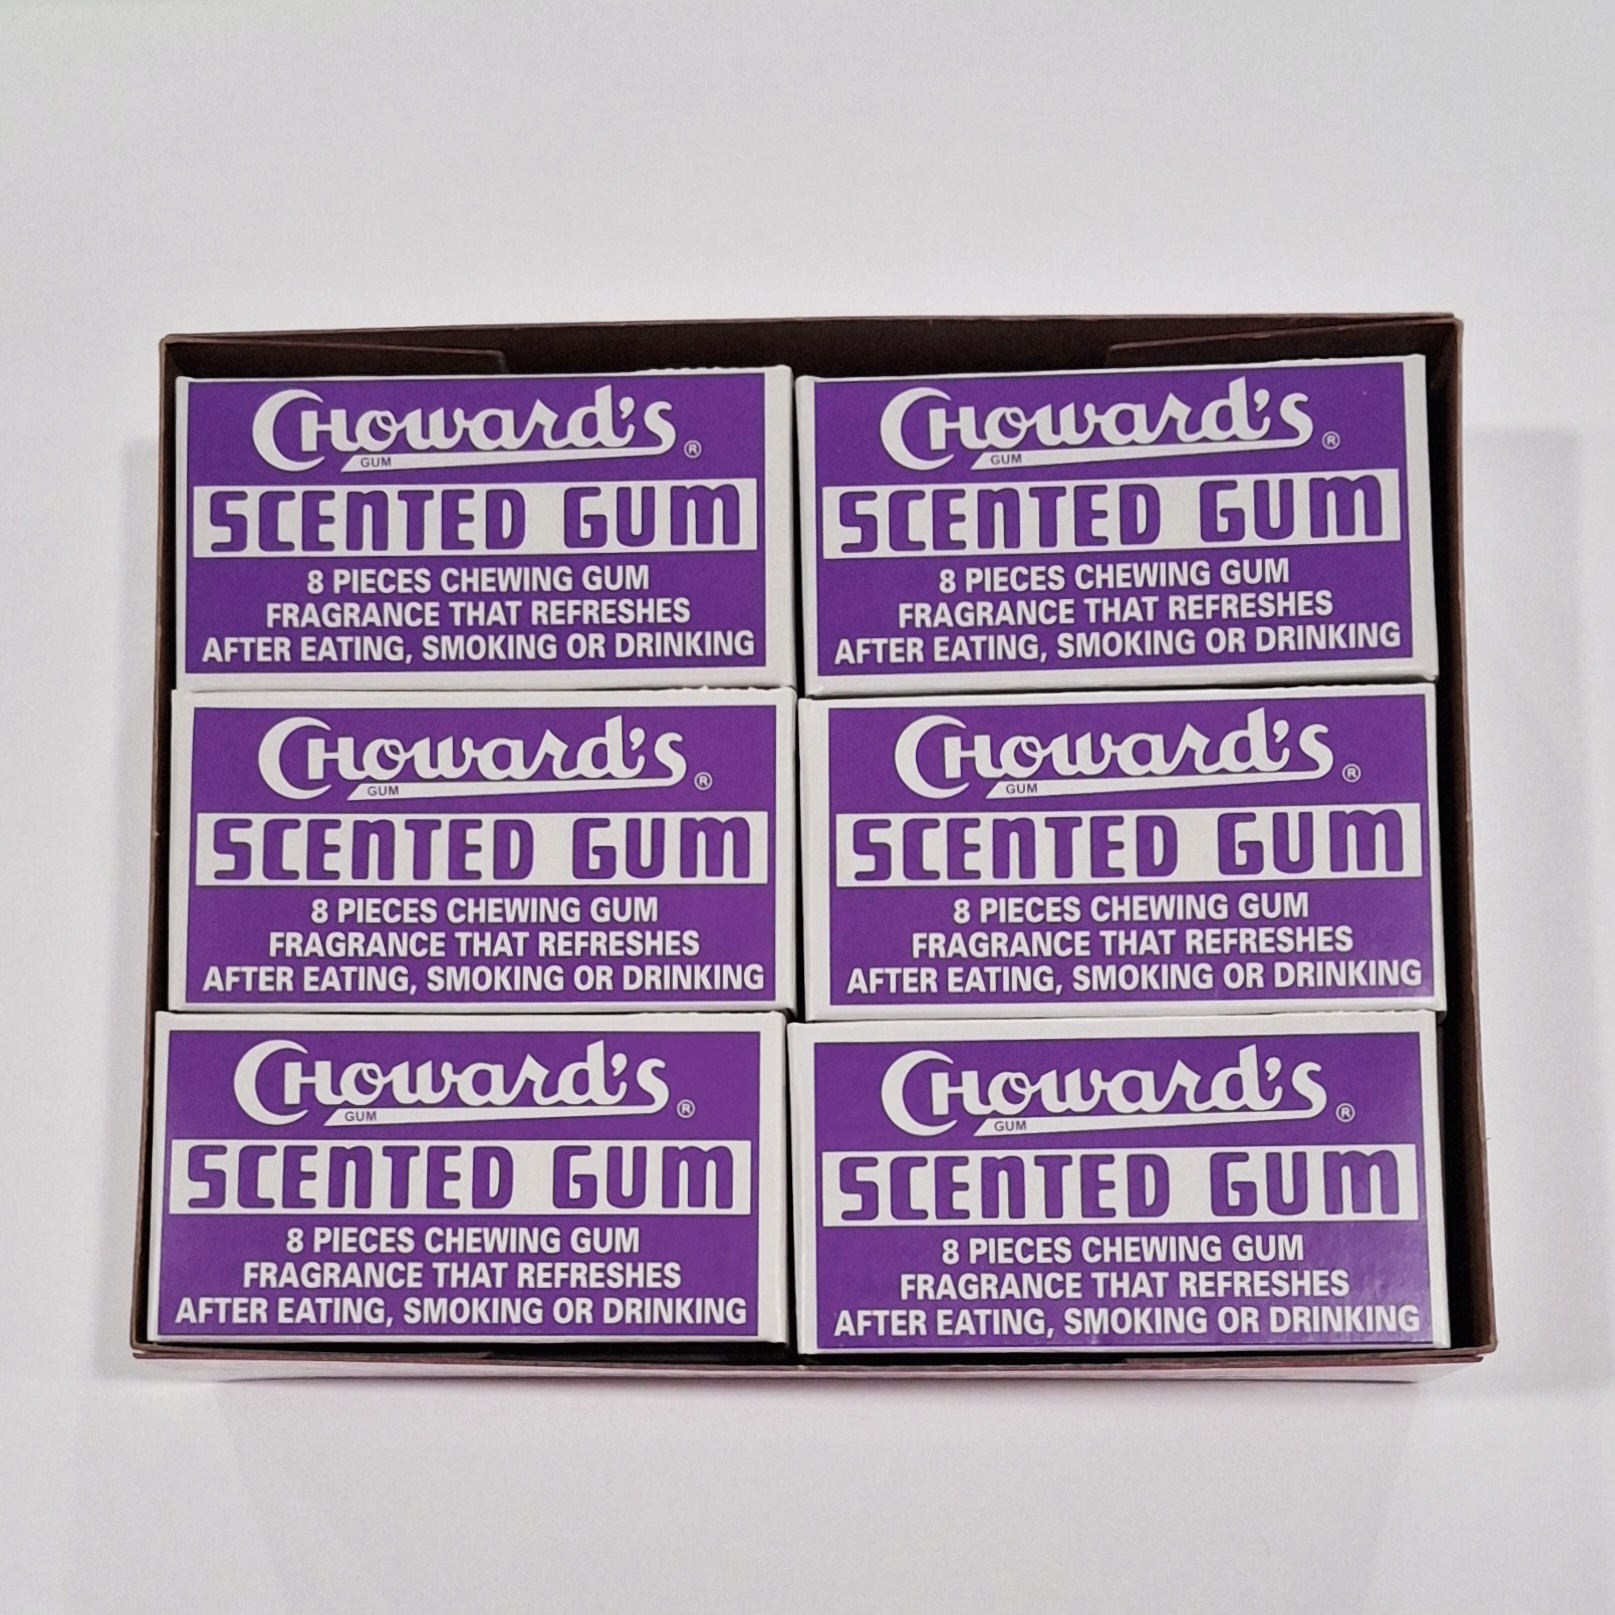 CHoward's ®
GUM
SCENTED GUM
8 PIECES CHEWING GUM
FRAGRANCE THAT REFRESHES
AFTER EATING, SMOKING OR DRINKING
CHoward's ®
GUM
SCENTED GUM
8 PIECES CHEWING GUM
FRAGRANCE THAT REFRESHES
AFTER EATING, SMOKING OR DRINKING
CHoward's ®
GUM
SCENTED GUM
8 PIECES CHEWING GUM
FRAGRANCE THAT REFRESHES
AFTER EATING, SMOKING OR DRINKING
CHoward's ®
GUM
SCENTED GUM
8 PIECES CHEWING GUM
FRAGRANCE THAT REFRESHES
AFTER EATING, SMOKING OR DRINKING
CHoward's ®
GUM
SCENTED GUM
8 PIECES CHEWING GUM
FRAGRANCE THAT REFRESHES
AFTER EATING, SMOKING OR DRINKING
CHoward's ®
GUM
SCENTED GUM
8 PIECES CHEWING GUM
FRAGRANCE THAT REFRESHES
AFTER EATING, SMOKING OR DRINKING